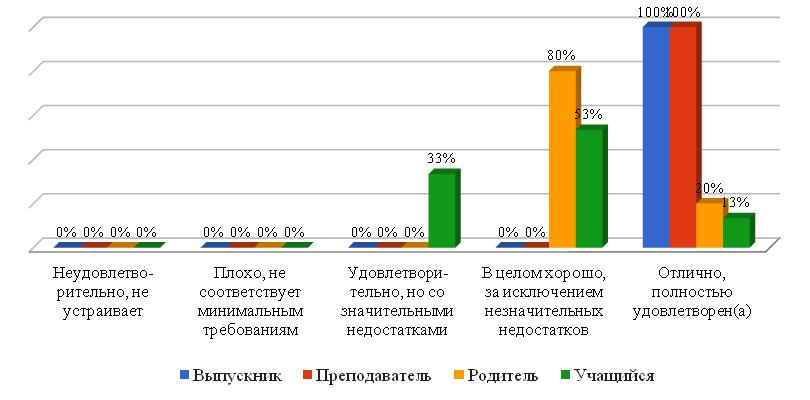 100% 100%
80%
53%
33%
20%
13%
0% 0% 0% 0%
0% 0% 0% 0%
0% 0% 0%
0% 0%
Неудовлетво-
рительно, не
устраивает
Плохо, не
соответствует
минимальным
требованиям
Удовлетвори-
тельно, но со
значительными
недостатками
В целом хорошо,
за исключением
незначительных
недостатков
Отлично,
полностью
удовлетворен(а)
Выпускник Преподаватель Родитель Учащийся